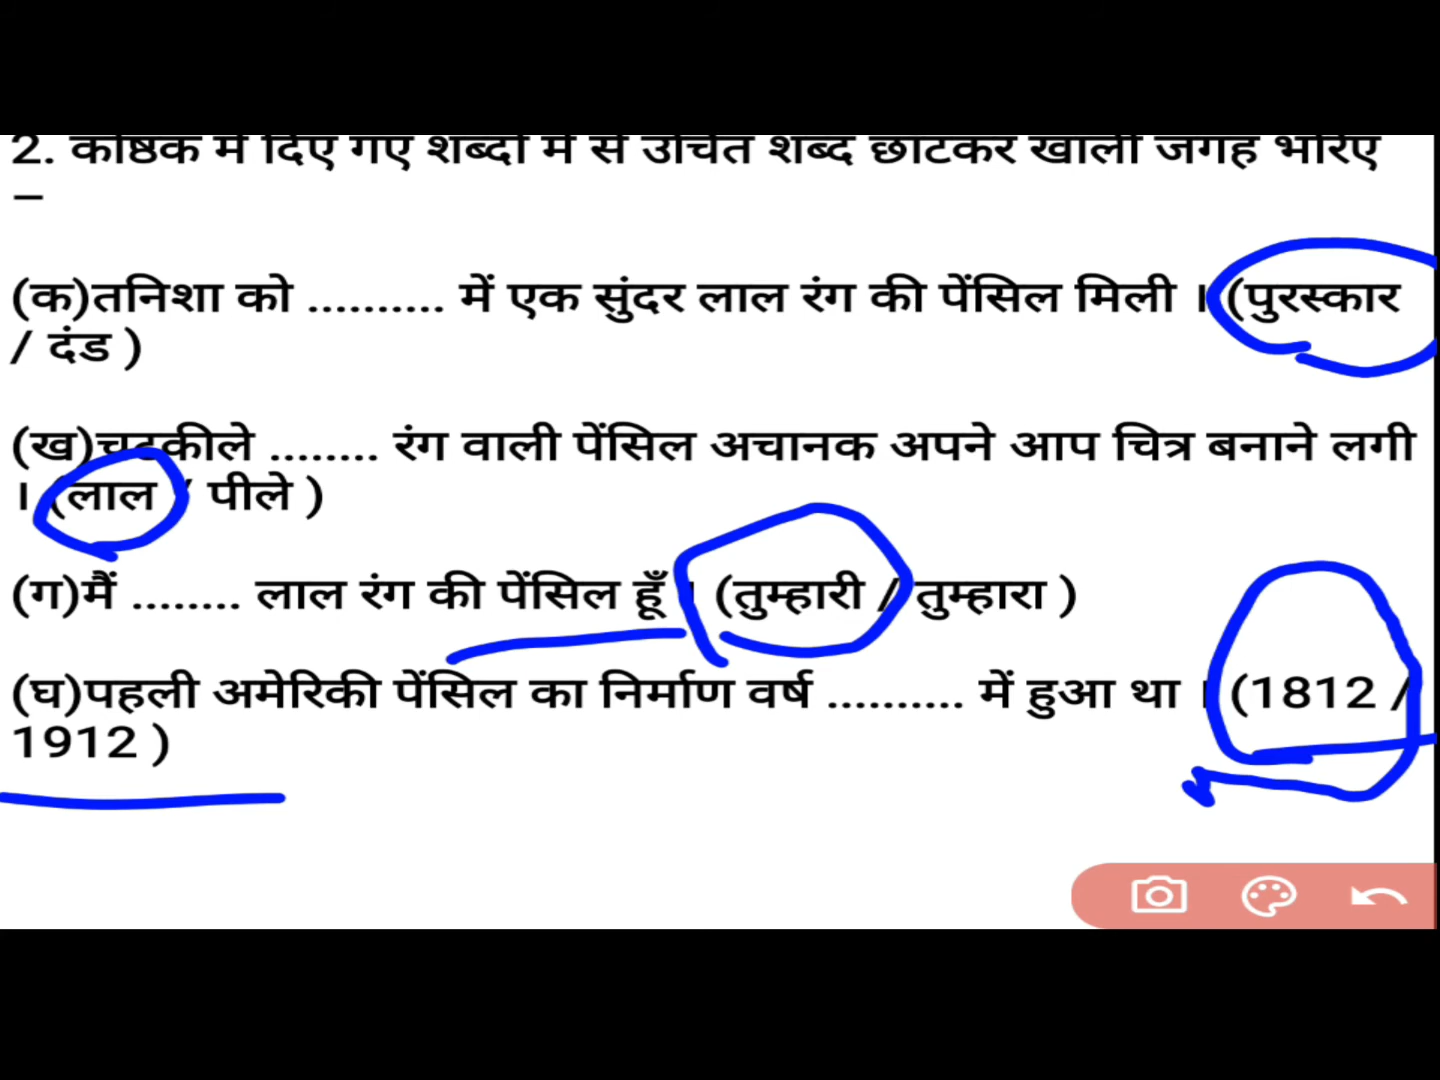 2. कोष्ठक में दिए गए शब्दों में से उचित शब्द छाँटकर खाली जगह भरिए
–
(क)तनिशा को .......... में एक सुंदर लाल रंग की पेंसिल मिली । (पुरस्कार
/ दंड )
(ख)चटकीले ........ रंग वाली पेंसिल अचानक अपने आप चित्र बनाने लगी
। (लाल / पीले )
(ग)मैं ........ लाल रंग की पेंसिल हूँ । (तुम्हारी / तुम्हारा )
(घ)पहली अमेरिकी पेंसिल का निर्माण वर्ष .......... में हुआ था । (1812 /
1912 )